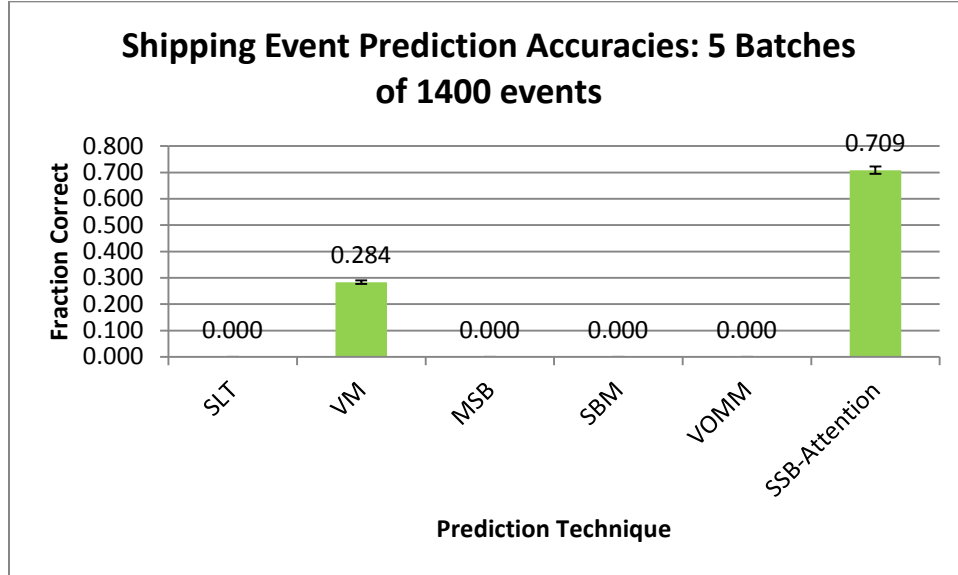 Shipping Event Prediction Accuracies: 5 Batches
of 1400 events
Fraction Correct
0.800
0.700
0.600
0.500
0.400
0.300
0.200
0.100
0.000
0.000
0.284
0.000
0.000
0.000
0.709
SLT
VM
MSB
SBM
VOMM
SSB-Attention
Prediction Technique